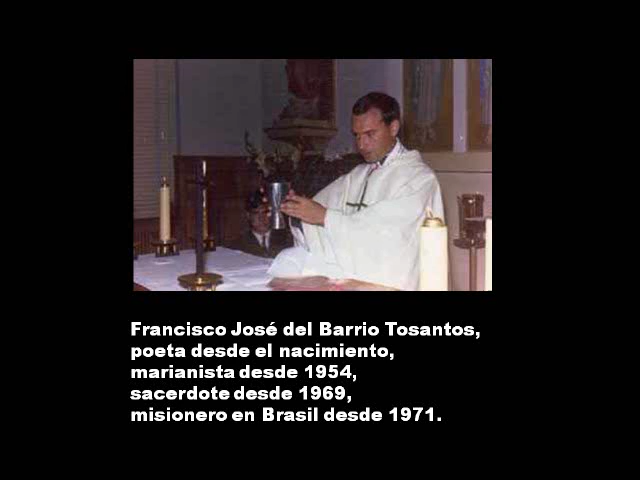 Francisco José del Barrio Tosantos,
poeta desde el nacimiento,
marianista desde 1954,
sacerdote desde 1969,
misionero en Brasil desde 1971.